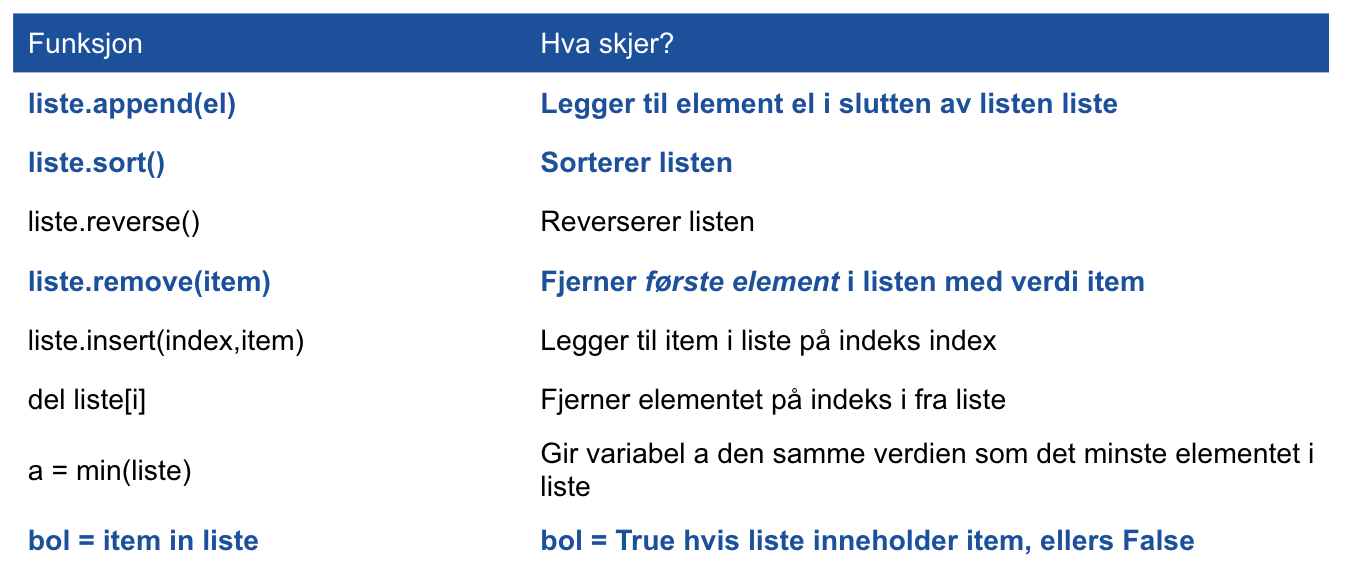 Funksjon Hva skjer?
liste.append(el) Legger til element el i slutten av listen liste
liste.sort() Sorterer listen
liste.reverse() Reverserer listen
liste.remove(item) Fjerner første element i listen med verdi item
liste.insert(index,item) Legger til item i liste på indeks index
del liste[i] Fjerner elementet på indeks i fra liste
a = min(liste) Gir variabel a den samme verdien som det minste elementet i
liste
bol = item in liste bol = True hvis liste inneholder item, ellers False